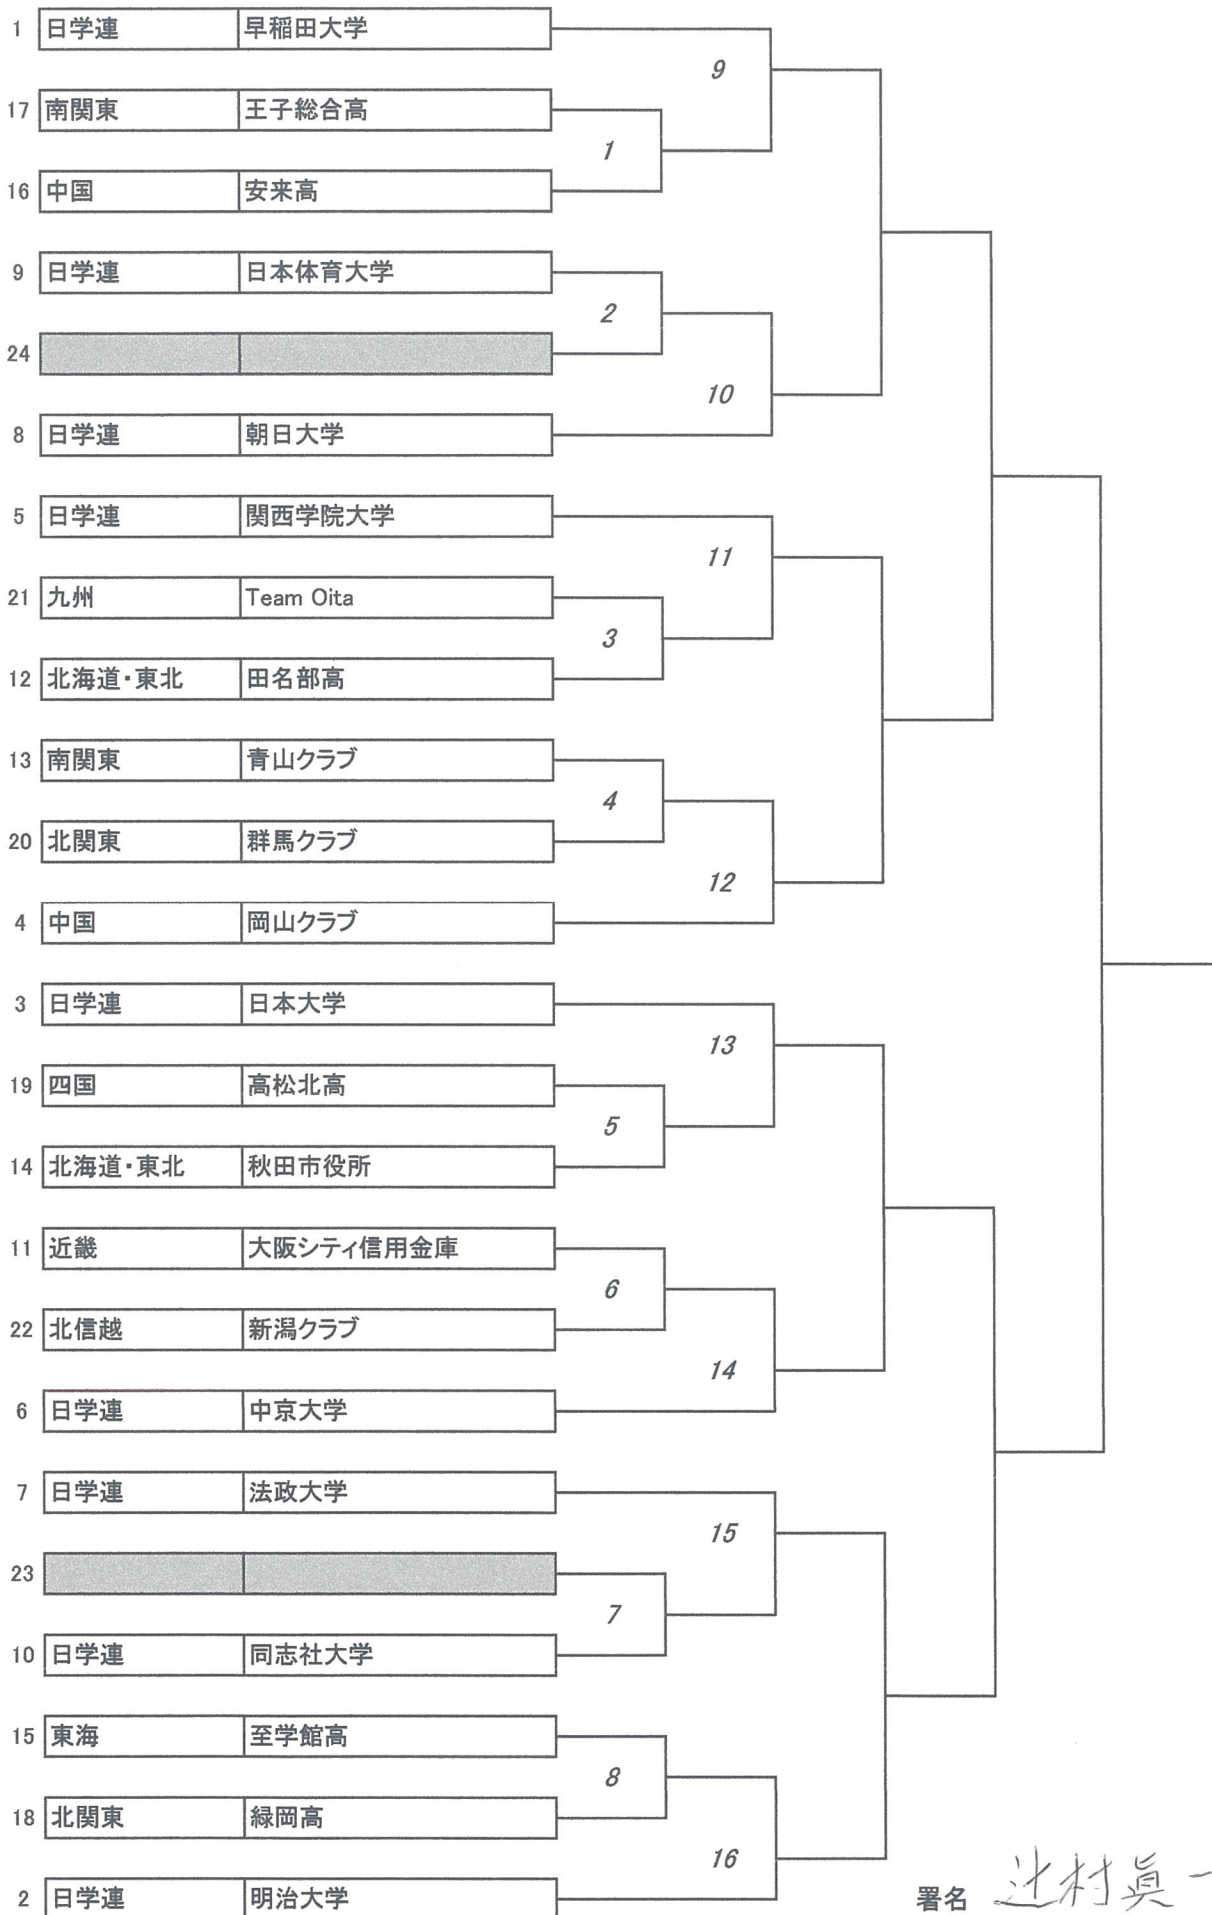 1 日学連 早稲田大学
9
17 南関東 王子総合高
1
16 中国 安来高
9 日学連 日本体育大学
2
24
10
8 日学連 朝日大学
5 日学連 関西学院大学
11
21 九州 Team Oita
3
12 北海道・東北 田名部高
13 南関東 青山クラブ
4
20 北関東 群馬クラブ
12
4 中国 岡山クラブ
3 日学連 日本大学
13
19 四国 高松北高
5
14 北海道・東北 秋田市役所
11 近畿 大阪シティ信用金庫
6
22 北信越 新潟クラブ
14
6 日学連 中京大学
7 日学連 法政大学
15
23
7
10 日学連 同志社大学
15 東海 至学館高
8
18 北関東 緑岡高
16
2 日学連 明治大学
署名 辻村眞一